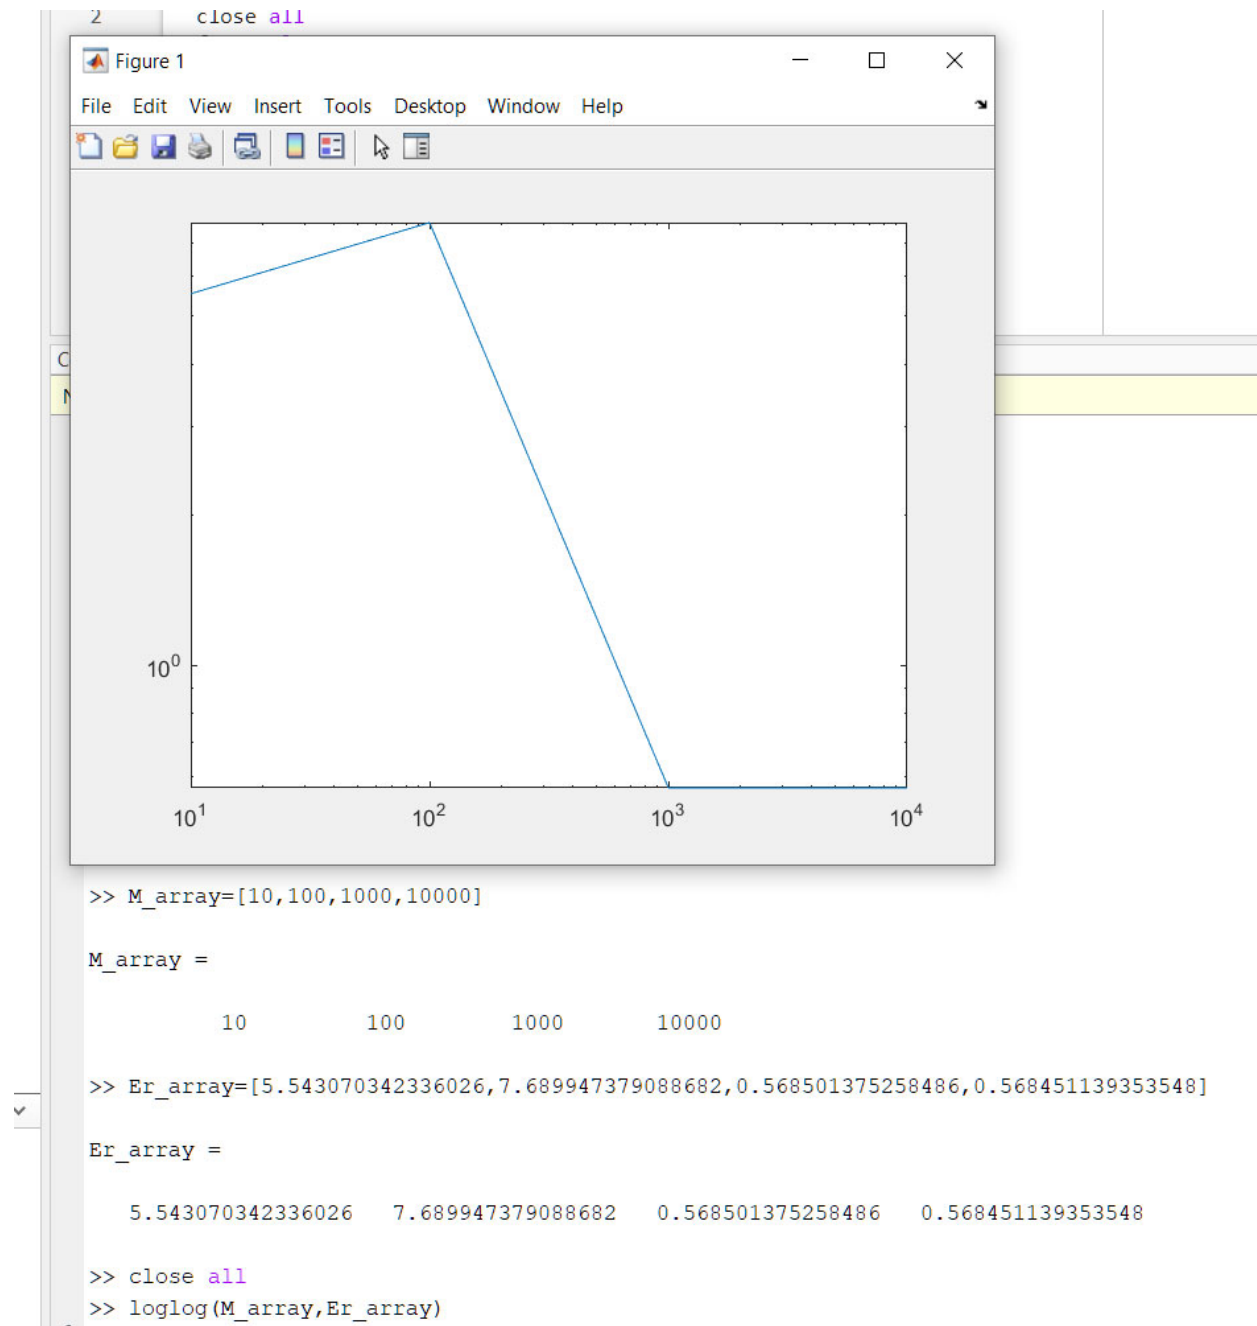 2 close all
Figure 1
File Edit View Insert Tools Desktop Window Help
C
N
10^0
10^1 10^2 10^3 10^4
>> M_array=[10,100,1000,10000]
M_array =
10 100 1000 10000
>> Er_array=[5.543070342336026,7.689947379088682,0.568501375258486,0.568451139353548]
Er_array =
5.543070342336026 7.689947379088682 0.568501375258486 0.568451139353548
>> close all
>> loglog(M_array,Er_array)